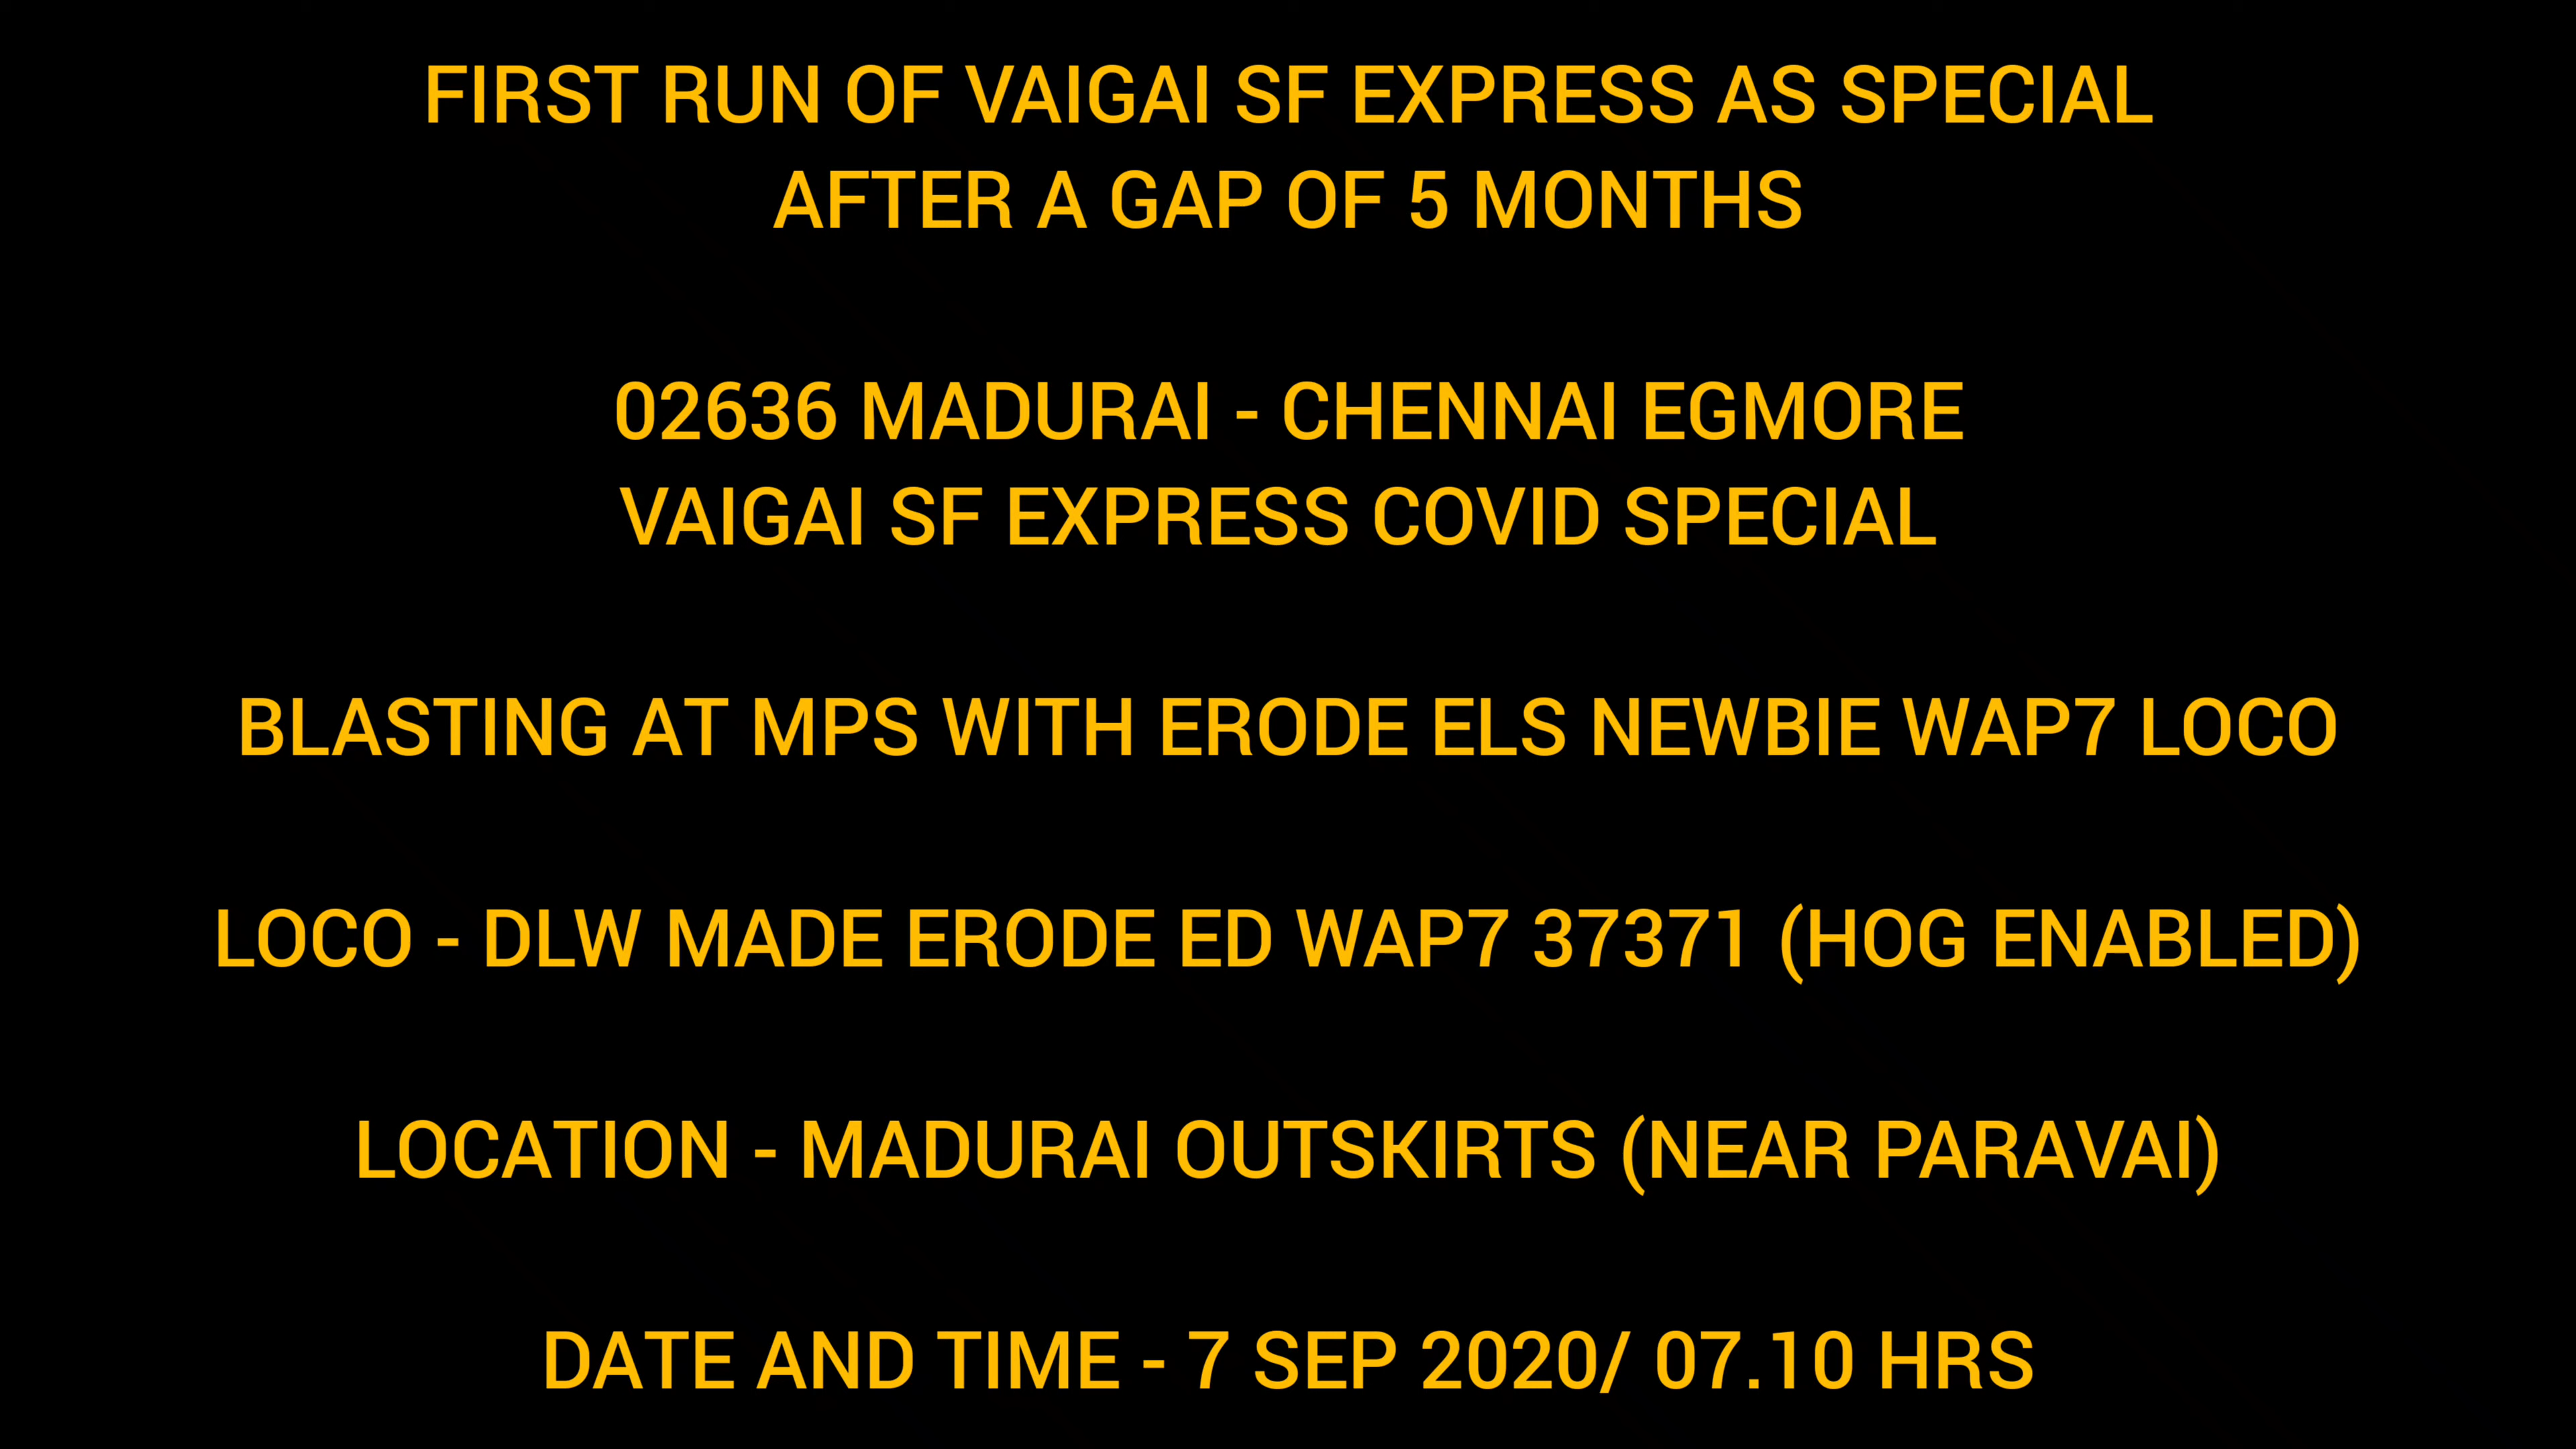 FIRST RUN OF VAIGAI SF EXPRESS AS SPECIAL
AFTER A GAP OF 5 MONTHS
02636 MADURAI - CHENNAI EGMORE
VAIGAI SF EXPRESS COVID SPECIAL
BLASTING AT MPS WITH ERODE ELS NEWBIE WAP7 LOCO
LOCO - DLW MADE ERODE ED WAP7 37371 (HOG ENABLED)
LOCATION - MADURAI OUTSKIRTS (NEAR PARAVAI)
DATE AND TIME - 7 SEP 2020/ 07.10 HRS